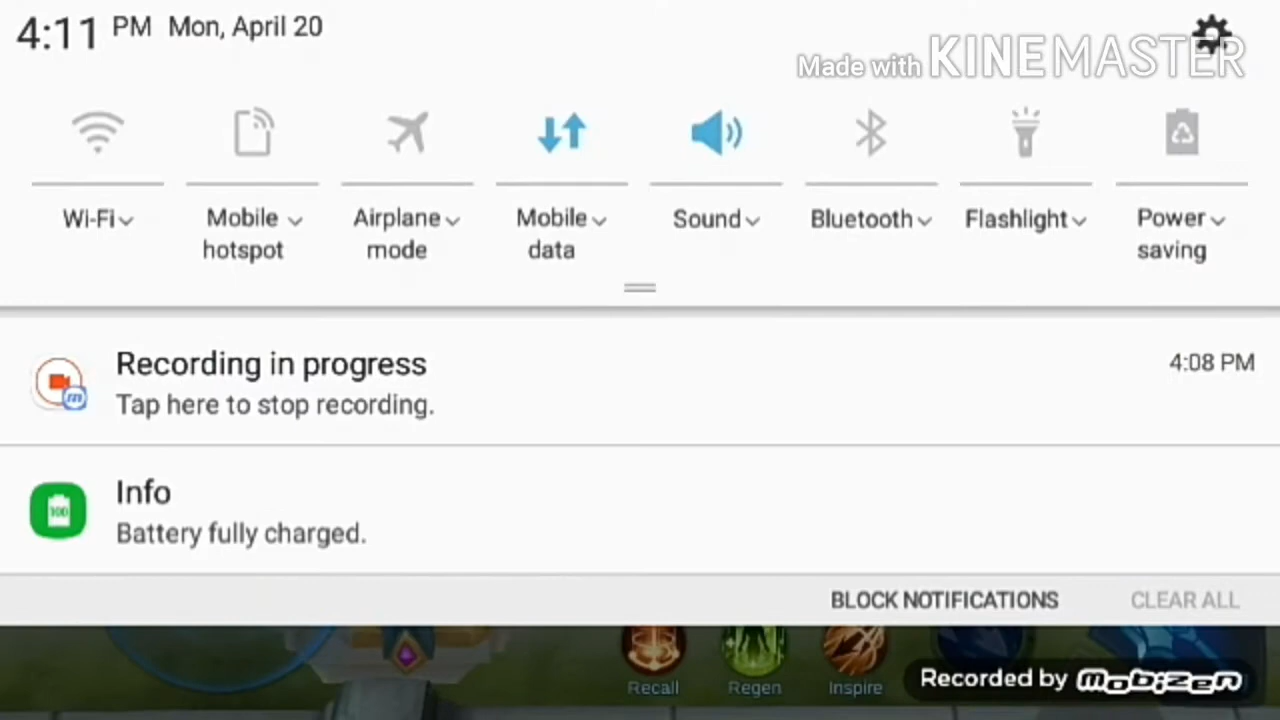 4:11 PM Mon, April 20
Made with KINEMASTER
Wi-Fi
Mobile hotspot
Airplane mode
Mobile data
Sound
Bluetooth
Flashlight
Power saving
Recording in progress
4:08 PM
Tap here to stop recording.
100
Info
Battery fully charged.
BLOCK NOTIFICATIONS
CLEAR ALL
Recall
Regen
Inspire
Recorded by mobizen